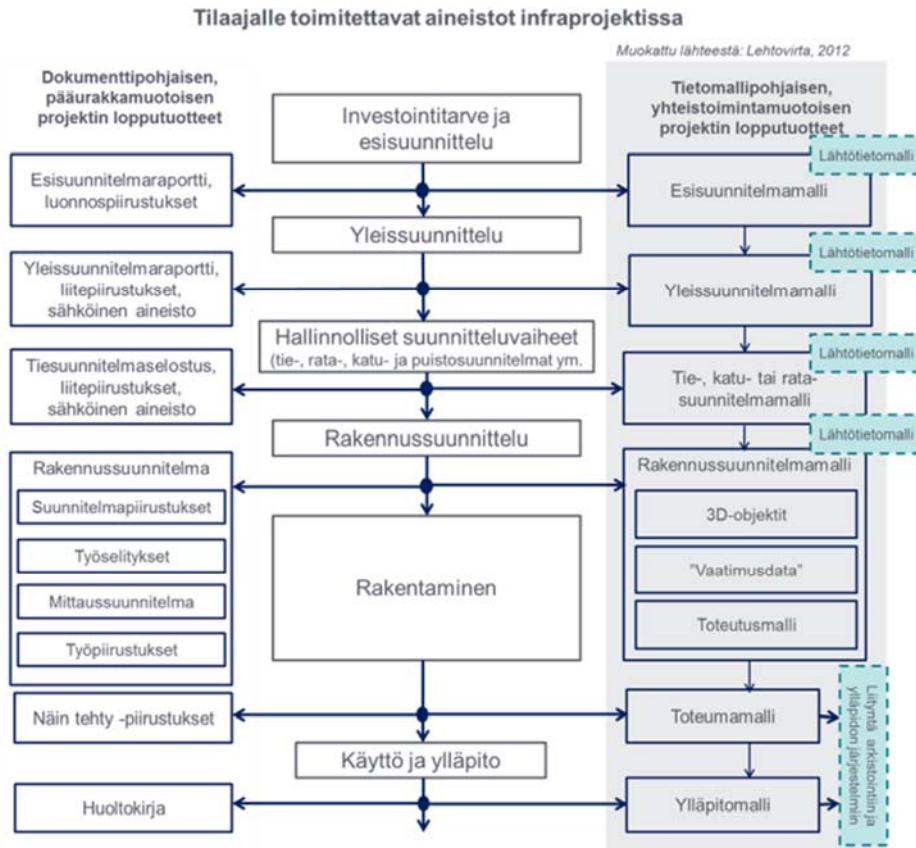 Tilaajalle toimitettavat aineistot infraprojektissa
Muokattu lähteestä: Lehtovirta, 2012
Dokumenttipohjaisen,
pääurakkamuotoisen
projektin lopputuotteet
Esisuunnitelmaraportti,
luonnospiirustukset
Yleissuunnitelmaraportti,
liitepiirustukset,
sähköinen aineisto
Tiesuunnitelmaselostus,
liitepiirustukset,
sähköinen aineisto
Rakennussuunnitelma
Suunnitelmapiirustukset
Työselitykset
Mittaussuunnitelma
Työpiirustukset
Näin tehty -piirustukset
Huoltokirja
Investointitarve ja
esisuunnittelu
Yleissuunnittelu
Hallinnolliset suunnitteluvaiheet
(tie-, rata-, katu- ja puistosuunnitelmat ym.
Rakennussuunnittelu
Rakentaminen
Käyttö ja ylläpito
Tietomallipohjaisen,
yhteistoimintamuotoisen
projektin lopputuotteet
Lähtötietomalli
Esisuunnitelmamalli
Lähtötietomalli
Yleissuunnitelmamalli
Lähtötietomalli
Tie-, katu- tai rata-
suunnitelmamalli
Lähtötietomalli
Rakennussuunnitelmamalli
3D-objektit
"Vaatimusdata"
Toteutusmalli
Toteumamalli
Ylläpitomalli
Liityntä arkistointiin ja
ylläpidon järjestelmiin